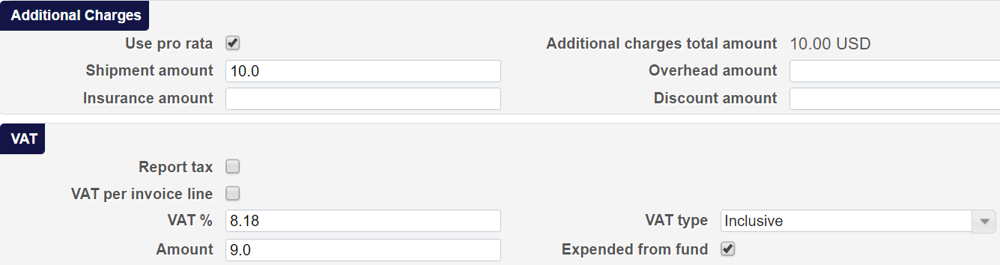 Additional Charges
Use pro rata Additional charges total amount 10.00 USD
Shipment amount 10.0 Overhead amount
Insurance amount Discount amount
VAT
Report tax
VAT per invoice line
VAT % 8.18 VAT type Inclusive
Amount 9.0 Expended from fund